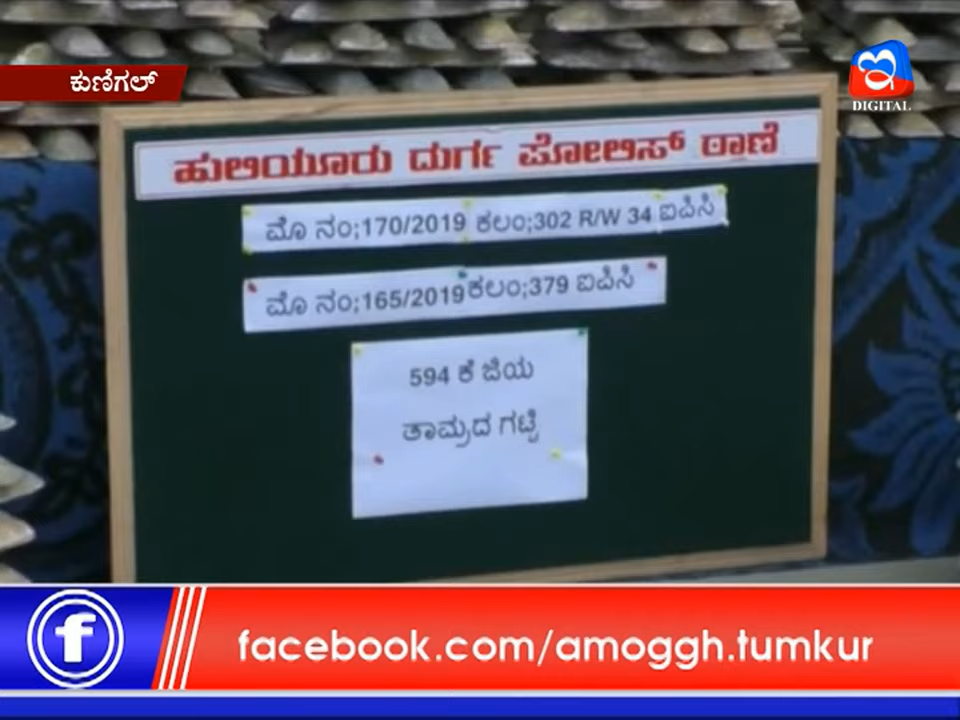 ಕುಣಿಗಲ್
DIGITAL
ಹುಲಿಯೂರು ದುರ್ಗ ಪೋಲಿಸ್ ಠಾಣೆ
ಮೊ ನಂ;170/2019 ಕಲಂ;302 R/W 34 ಐಪಿಸಿ
ಮೊ ನಂ;165/2019 ಕಲಂ;379 ಐಪಿಸಿ
594 ಕೆ ಜಿಯ
ತಾಮ್ರದ ಗಟ್ಟಿ
facebook.com/amoggh.tumkur